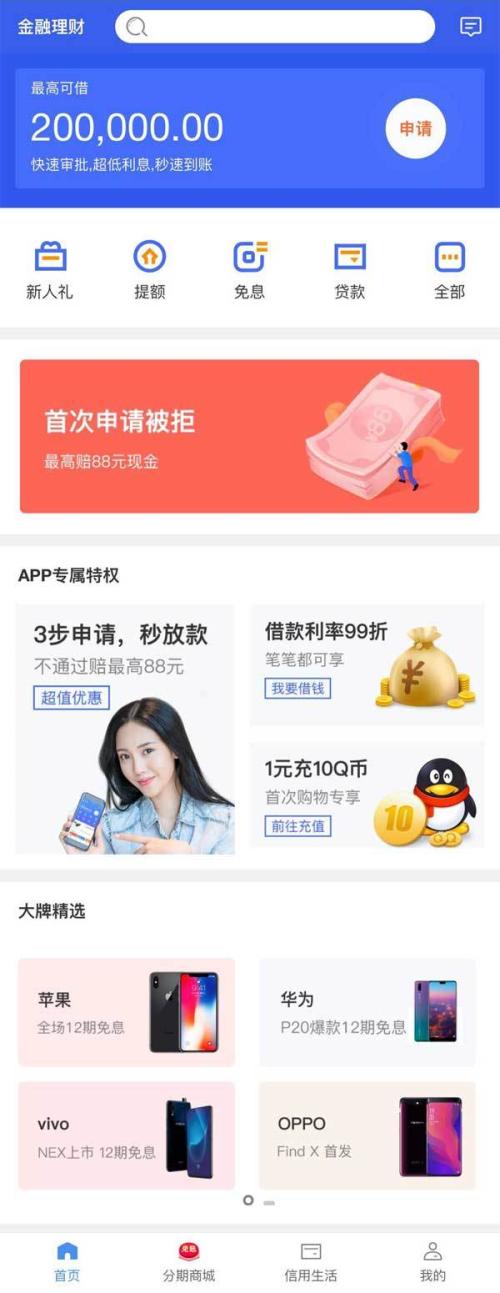 金融理财
最高可借
200,000.00
申请
快速审批,超低利息,秒速到账
新人礼
提额
免息
贷款
全部
首次申请被拒
最高赔88元现金
APP专属特权
3步申请，秒放款
不通过赔最高88元
超值优惠
借款利率99折
笔笔都可享
我要借钱
1元充10Q币
首次购物专享
前往充值
10
大牌精选
苹果
全场12期免息
华为
P20爆款12期免息
vivo
NEX上市 12期免息
OPPO
Find X 首发
首页
分期商城
信用生活
我的